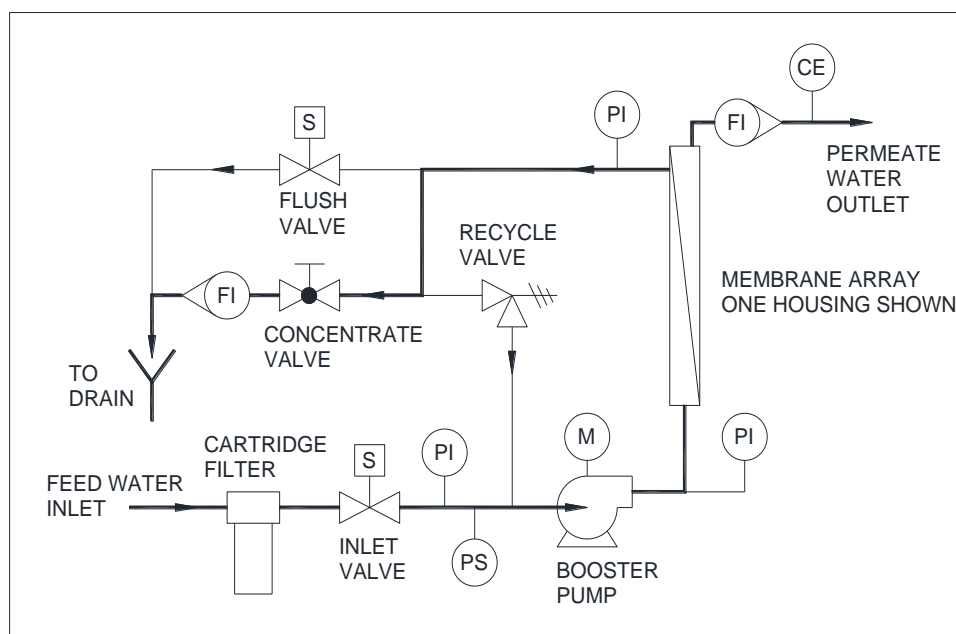 CE
PI
FI
S
PERMEATE
WATER
OUTLET
FLUSH
VALVE
RECYCLE
VALVE
MEMBRANE ARRAY
ONE HOUSING SHOWN
FI
CONCENTRATE
VALVE
TO
DRAIN
CARTRIDGE
FILTER
S
PI
M
PI
FEED WATER
INLET
INLET
VALVE
PS
BOOSTER
PUMP